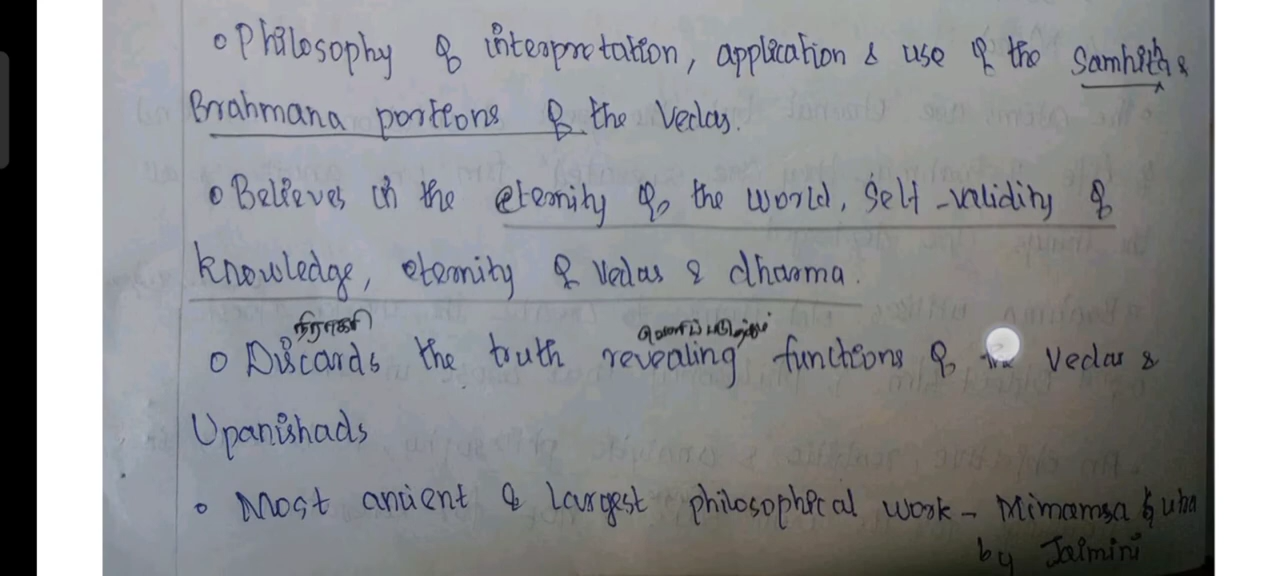 o Philosophy of interpretation, application & use of the Samhita &
Brahmana portions of the Vedas.
o Believes in the eternity of the world, Self-validity of
knowledge, eternity of Vedas & dharma.
நிராகரி
o Discards the truth revealing functions of the Vedas &
Upanishads
o Most ancient & largest philosophical work - Mimamsa
by Jaimini